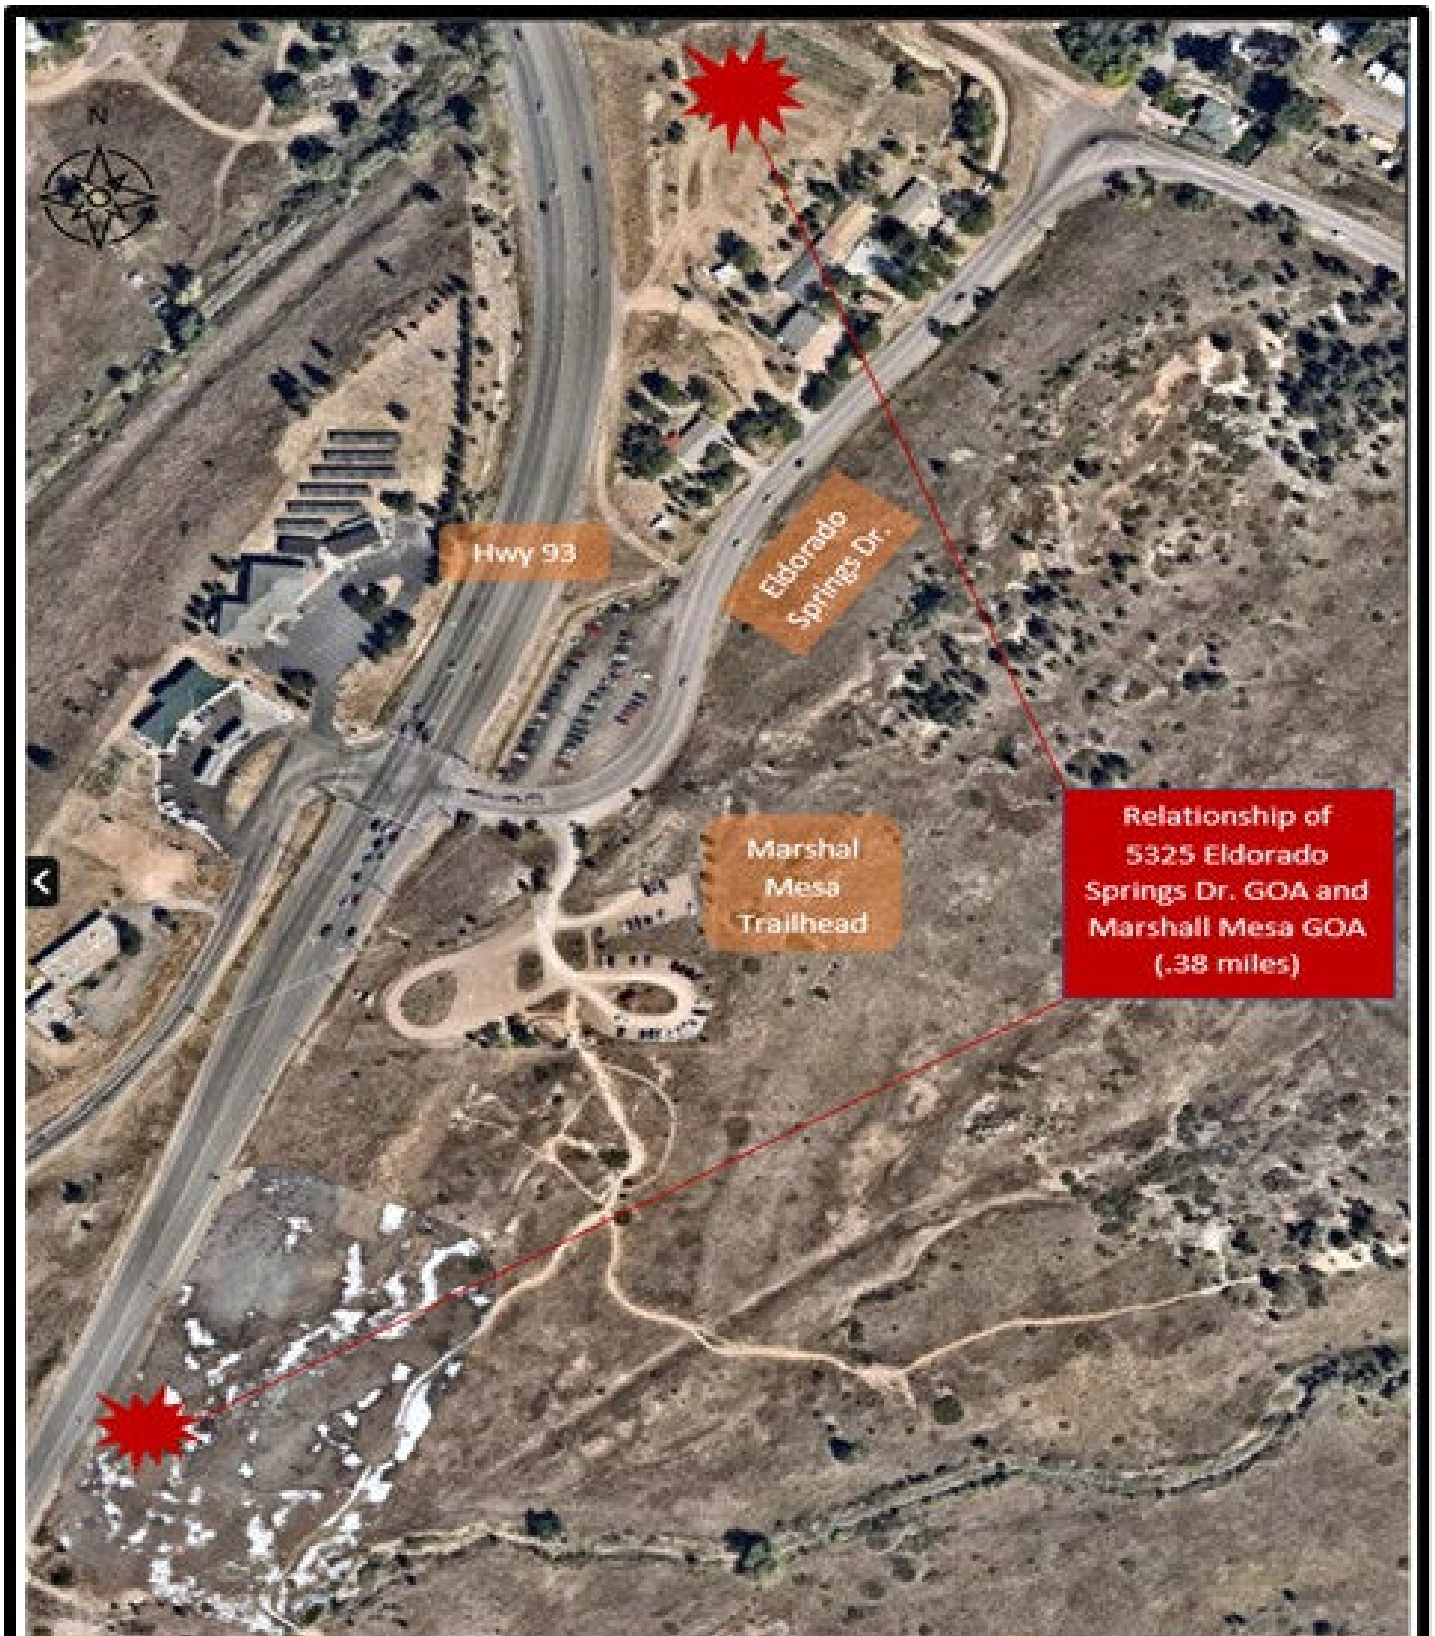 N
Hwy 93
Eldorado
Springs Dr.
Marshal
Mesa
Trailhead
Relationship of
5325 Eldorado
Springs Dr. GOA and
Marshall Mesa GOA
(.38 miles)